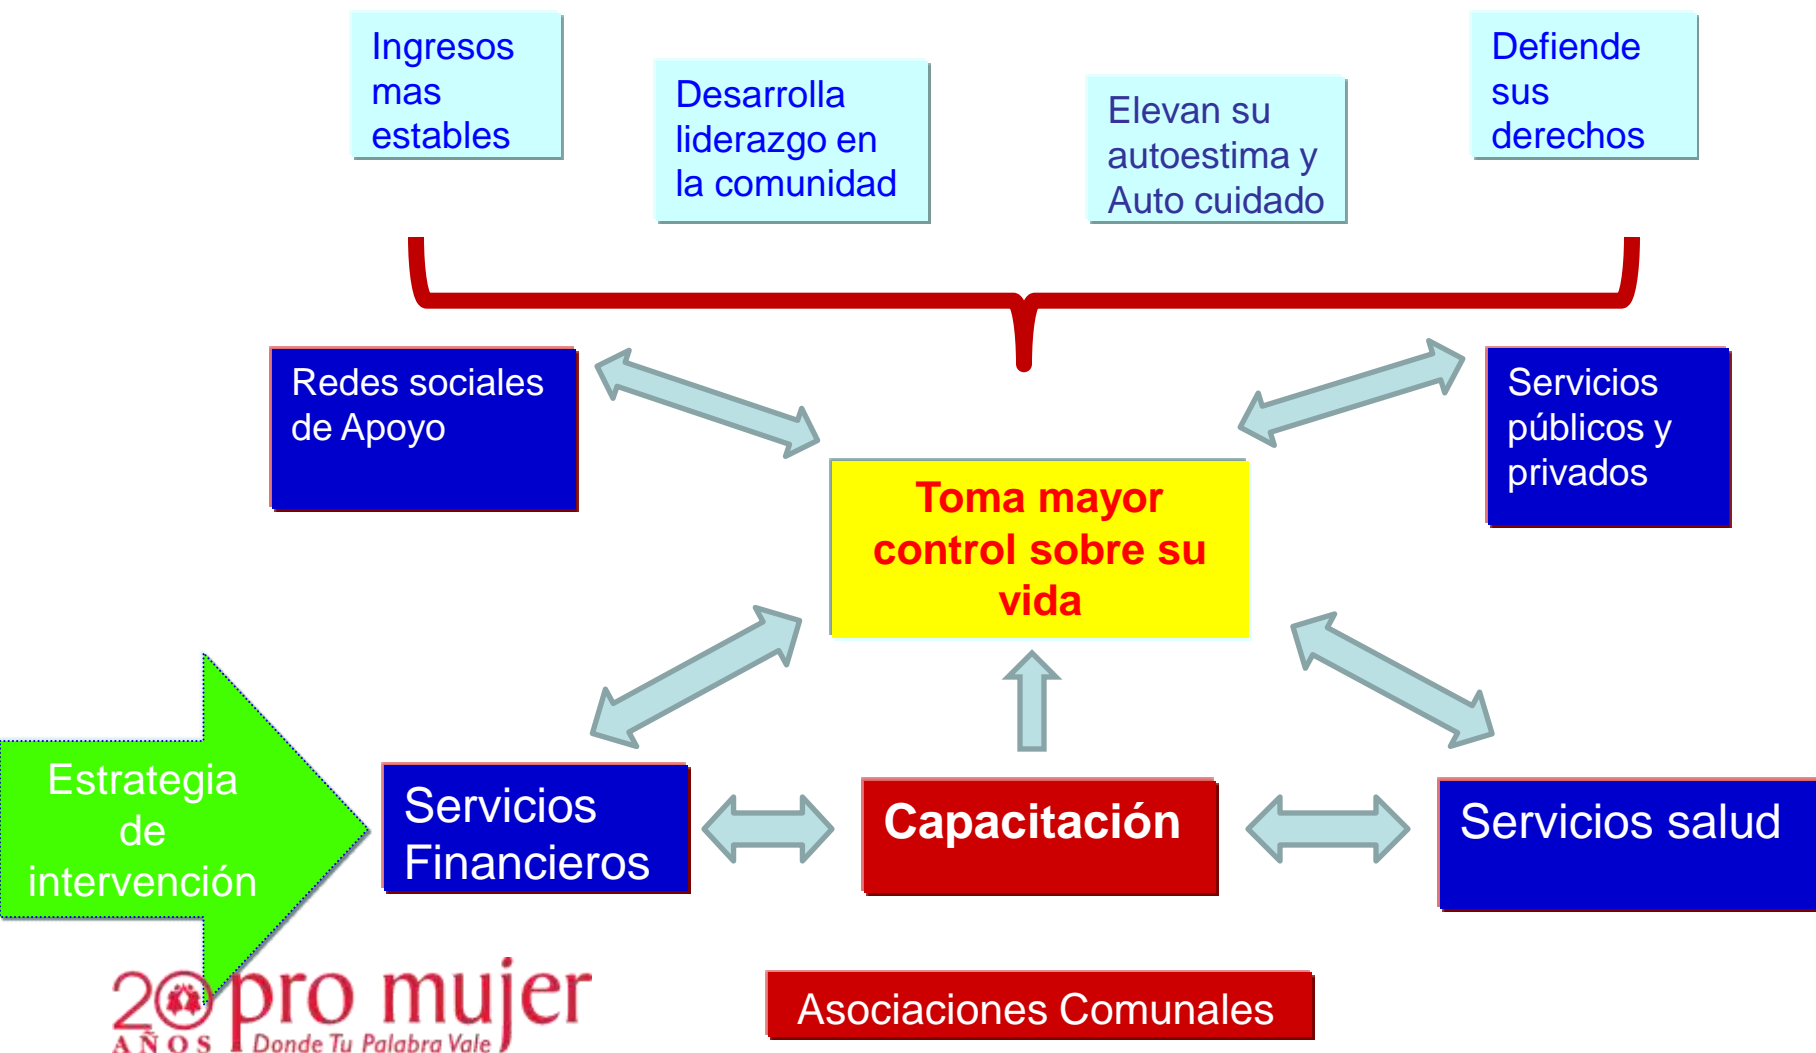 Ingresos
mas
estables
Desarrolla
liderazgo en
la comunidad
Elevan su
autoestima y
Auto cuidado
Defiende
sus
derechos
Redes sociales
de Apoyo
Servicios
públicos y
privados
Toma mayor
control sobre su
vida
Estrategia
de
intervención
Servicios
Financieros
Capacitación
Servicios salud
Asociaciones Comunales
20 pro mujer
AÑOS Donde Tu Palabra Vale